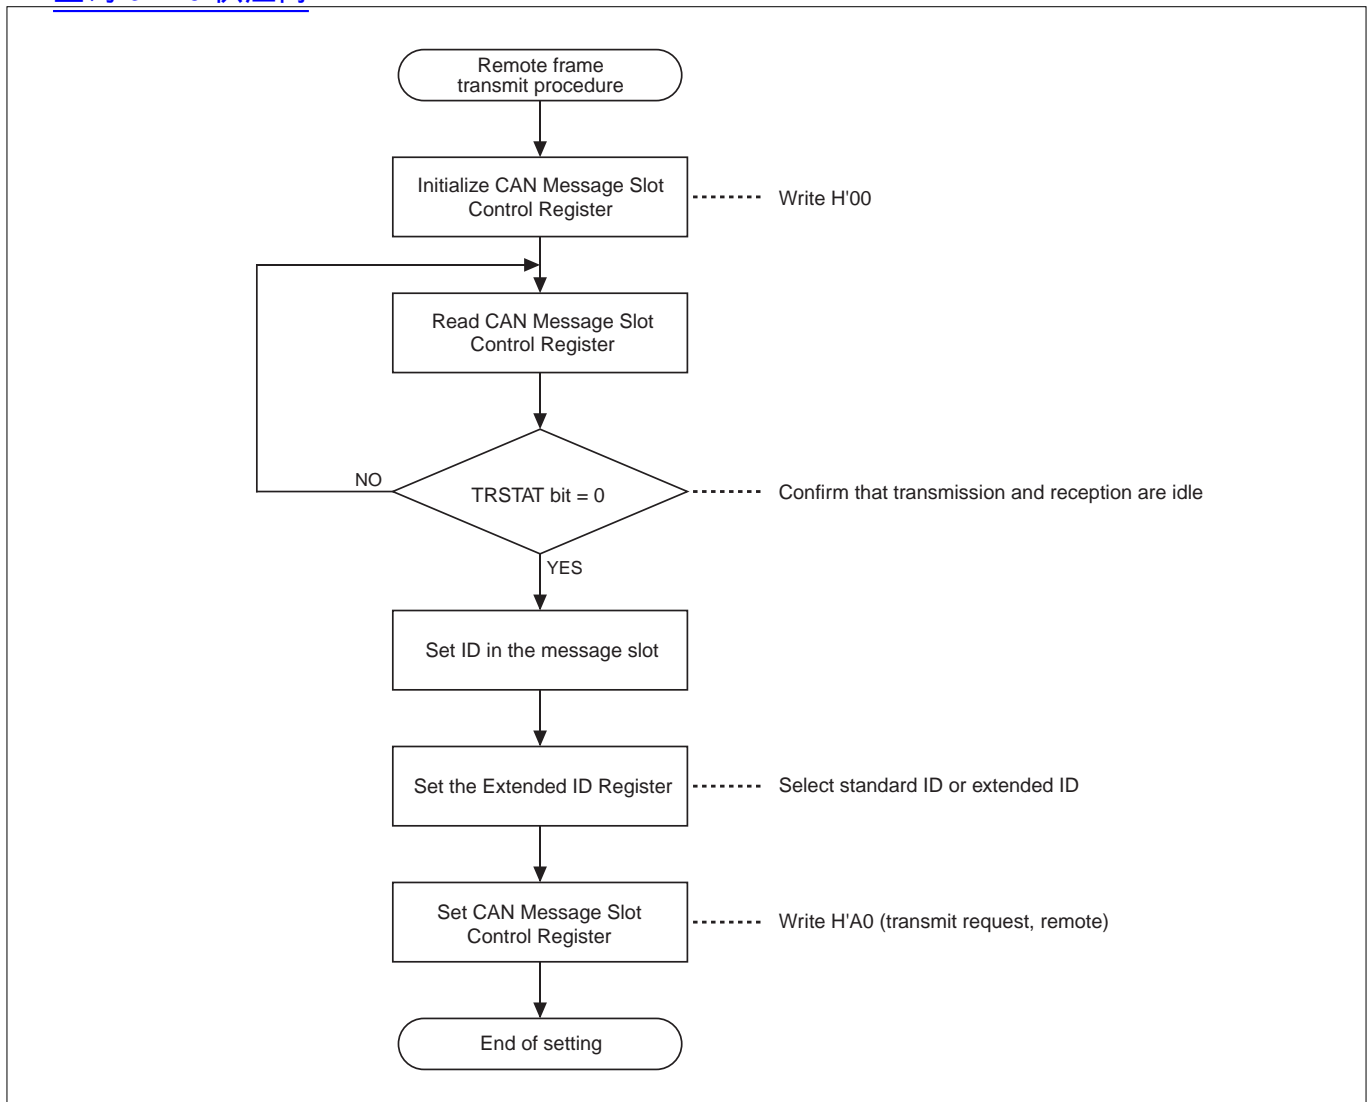 Remote frame
transmit procedure
Initialize CAN Message Slot
Control Register
Write H'00
Read CAN Message Slot
Control Register
NO
TRSTAT bit = 0
Confirm that transmission and reception are idle
YES
Set ID in the message slot
Set the Extended ID Register
Select standard ID or extended ID
Set CAN Message Slot
Control Register
Write H'A0 (transmit request, remote)
End of setting